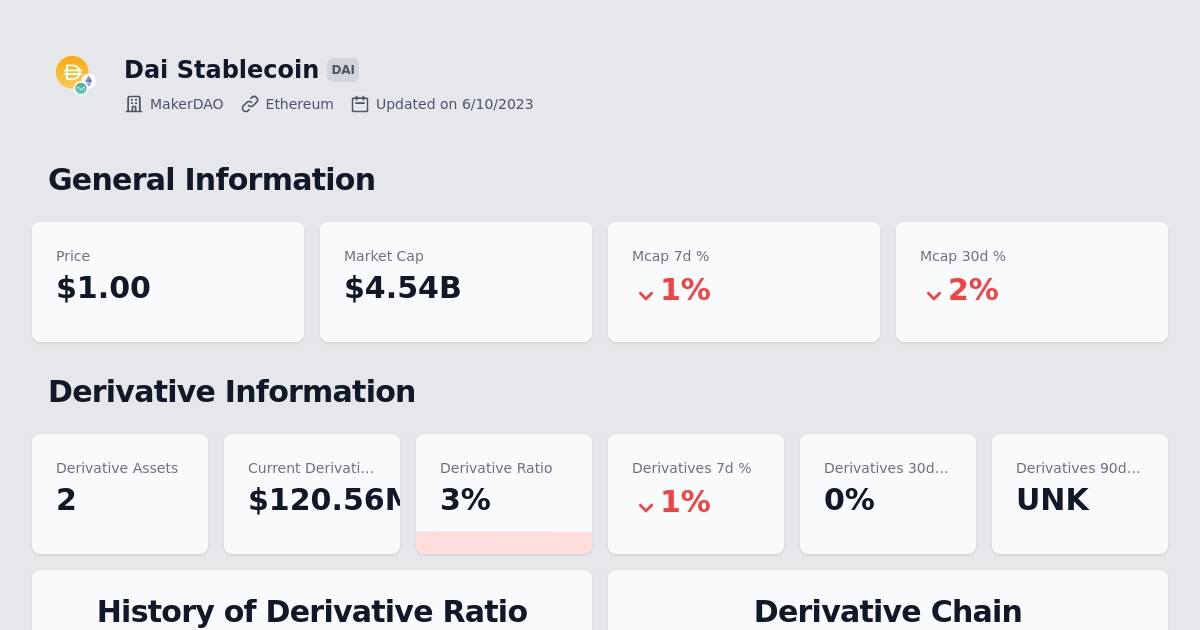 Dai Stablecoin DAI
MakerDAO Ethereum Updated on 6/10/2023
General Information
Price Market Cap Mcap 7d % Mcap 30d %
$1.00 $4.54B 1% 2%
Derivative Information
Derivative Assets Current Derivati... Derivative Ratio Derivatives 7d % Derivatives 30d... Derivatives 90d...
2 $120.56M 3% 1% 0% UNK
History of Derivative Ratio Derivative Chain